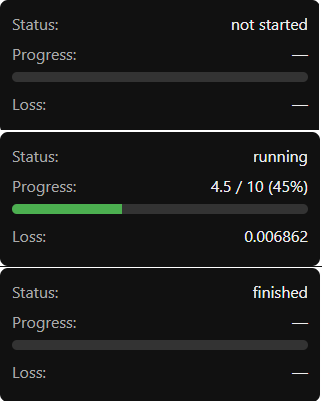 Status: not started
Progress: —
Loss: —
Status: running
Progress: 4.5 / 10 (45%)
Loss: 0.006862
Status: finished
Progress: —
Loss: —